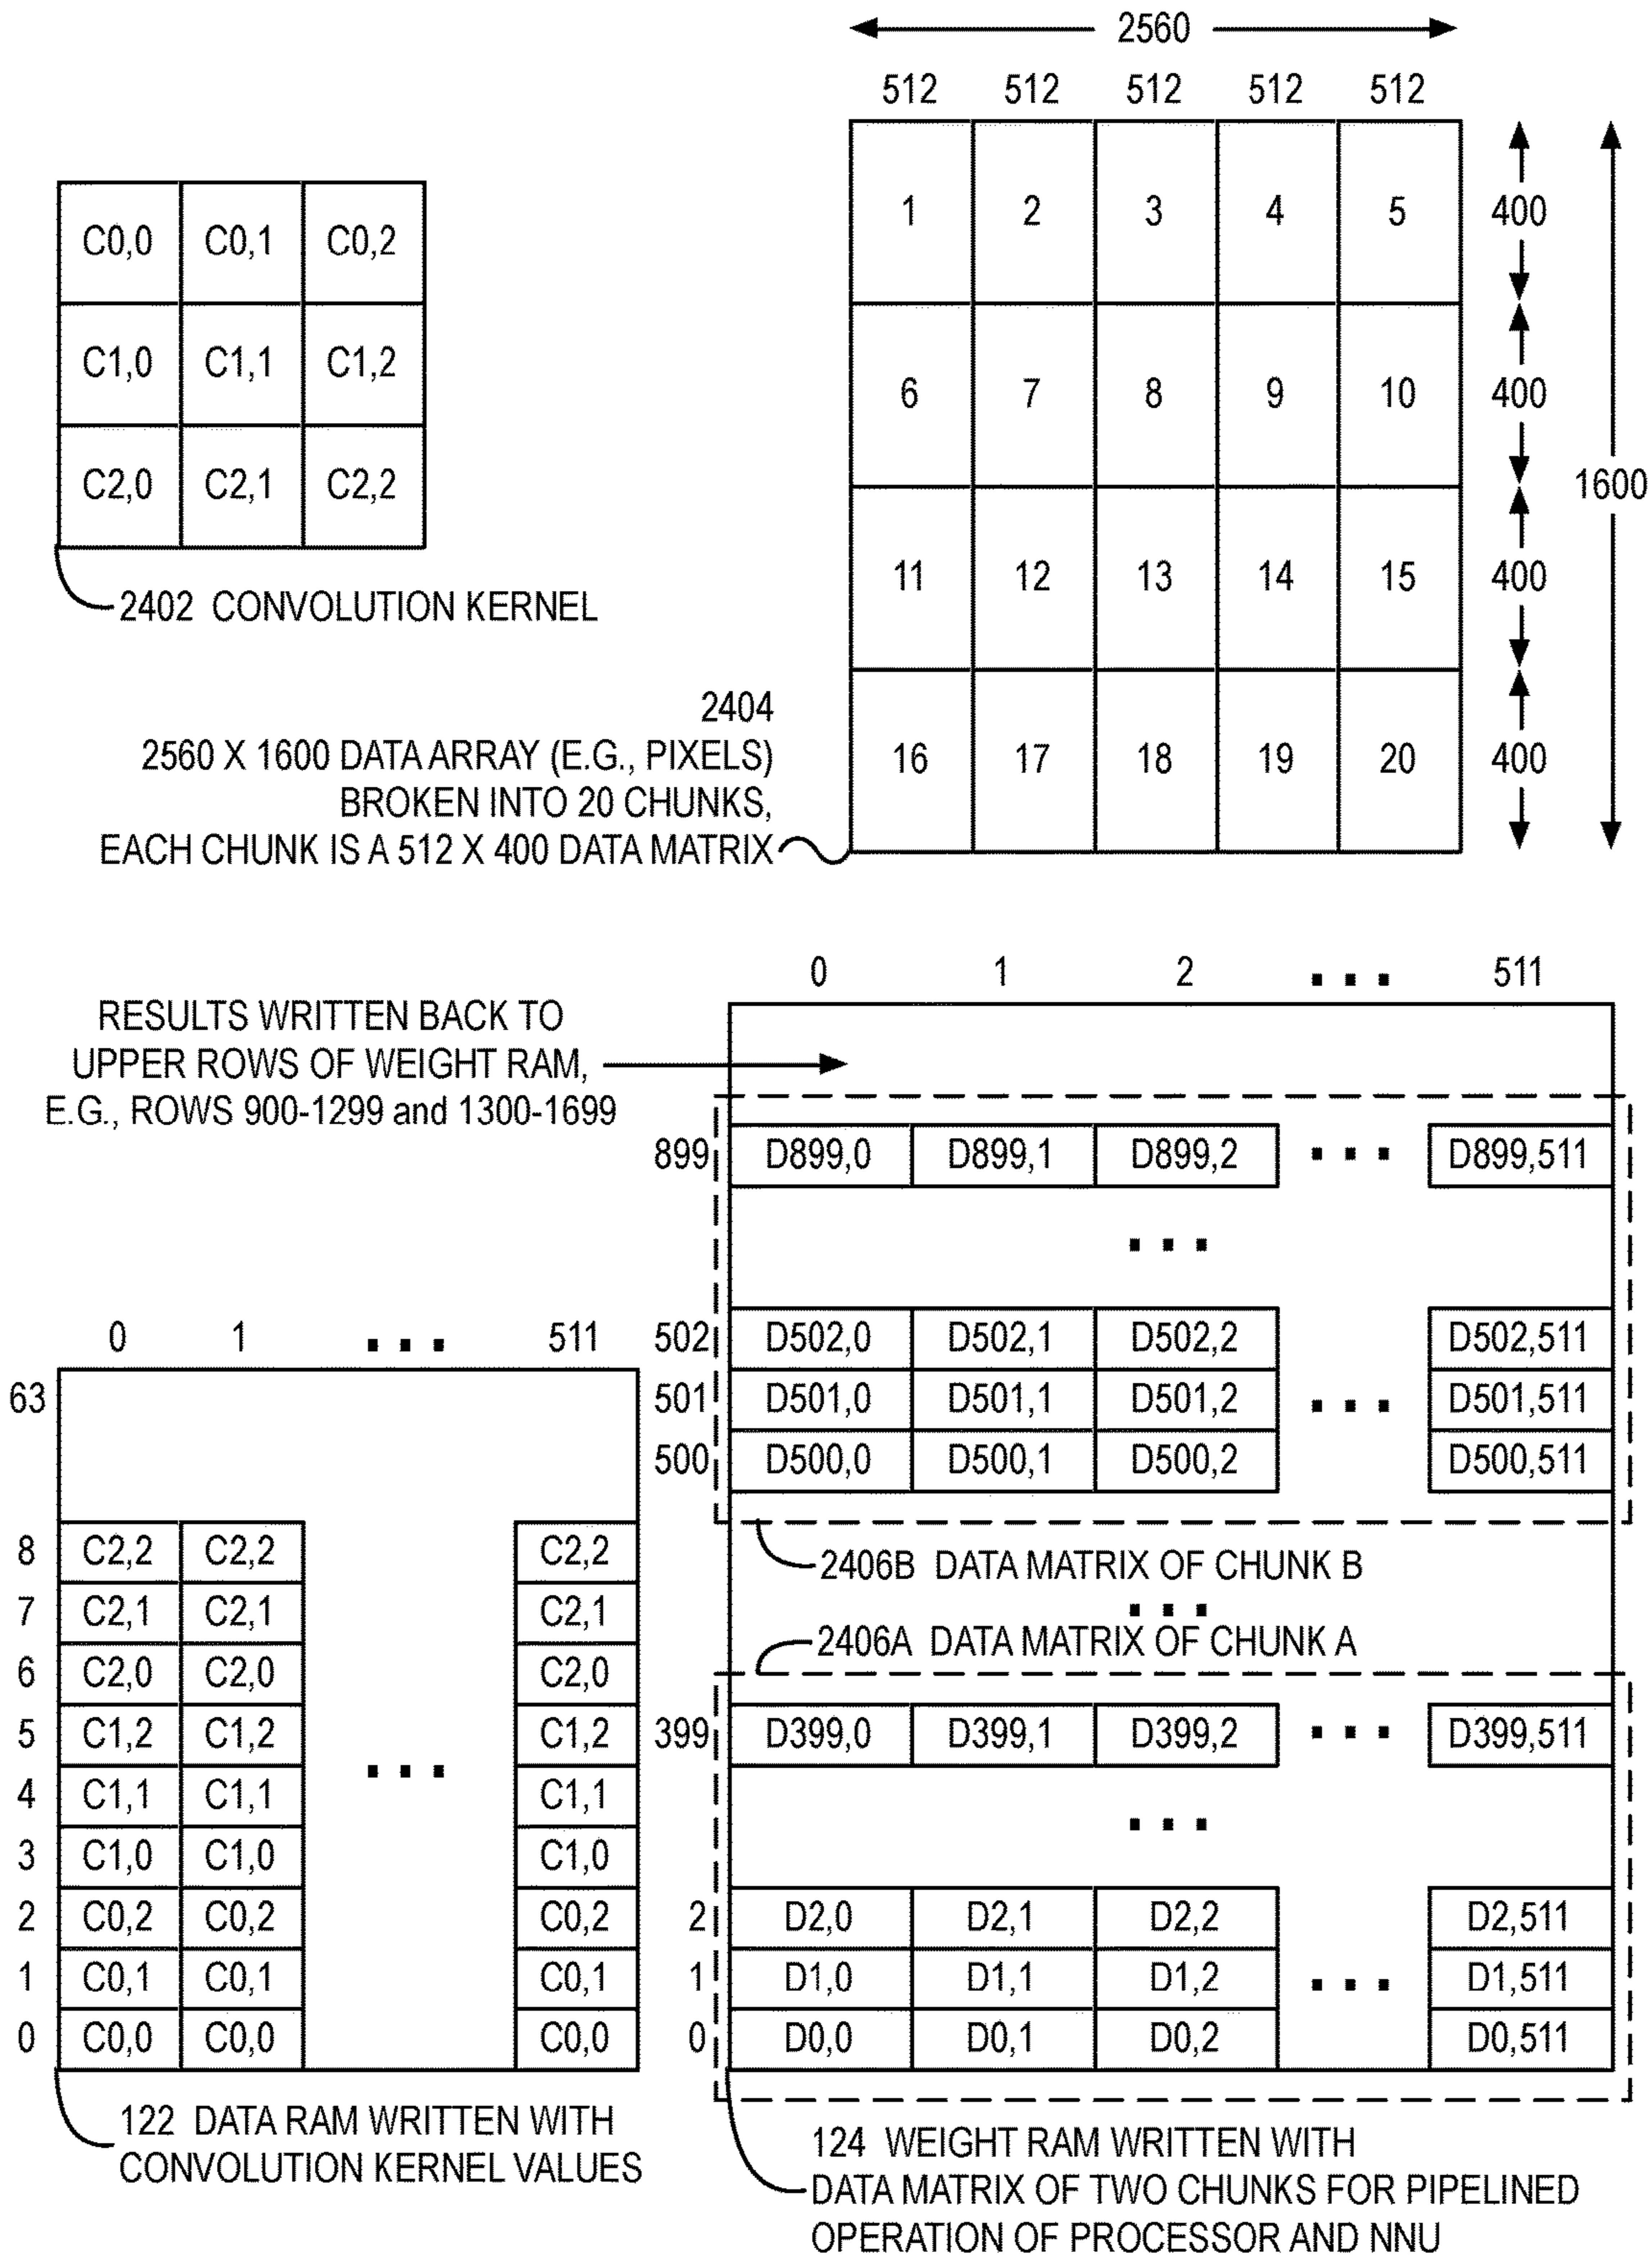 2560
512 512 512 512 512
1 2 3 4 5 400
6 7 8 9 10 400
11 12 13 14 15 400
16 17 18 19 20 400
1600
C0,0 C0,1 C0,2
C1,0 C1,1 C1,2
C2,0 C2,1 C2,2
2402 CONVOLUTION KERNEL
2404
2560 X 1600 DATA ARRAY (E.G., PIXELS)
BROKEN INTO 20 CHUNKS,
EACH CHUNK IS A 512 X 400 DATA MATRIX
RESULTS WRITTEN BACK TO
UPPER ROWS OF WEIGHT RAM,
E.G., ROWS 900-1299 and 1300-1699
0 1 2 ... 511
899 D899,0 D899,1 D899,2 ... D899,511
...
502 D502,0 D502,1 D502,2 D502,511
501 D501,0 D501,1 D501,2 ... D501,511
500 D500,0 D500,1 D500,2 D500,511
2406B DATA MATRIX OF CHUNK B
...
2406A DATA MATRIX OF CHUNK A
399 D399,0 D399,1 D399,2 ... D399,511
...
2 D2,0 D2,1 D2,2 D2,511
1 D1,0 D1,1 D1,2 ... D1,511
0 D0,0 D0,1 D0,2 D0,511
124 WEIGHT RAM WRITTEN WITH
DATA MATRIX OF TWO CHUNKS FOR PIPELINED
OPERATION OF PROCESSOR AND NNU
0 1 ... 511
63
8 C2,2 C2,2 C2,2
7 C2,1 C2,1 C2,1
6 C2,0 C2,0 C2,0
5 C1,2 C1,2 C1,2
...
4 C1,1 C1,1 C1,1
3 C1,0 C1,0 C1,0
2 C0,2 C0,2 C0,2
1 C0,1 C0,1 C0,1
0 C0,0 C0,0 C0,0
122 DATA RAM WRITTEN WITH
CONVOLUTION KERNEL VALUES